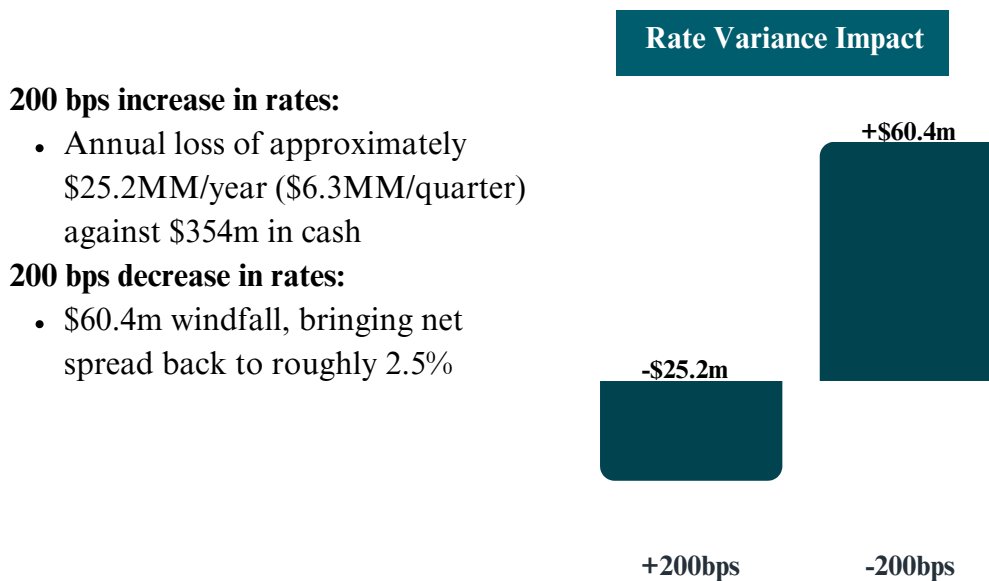 Rate Variance Impact
200 bps increase in rates:
• Annual loss of approximately
$25.2MM/year ($6.3MM/quarter)
against $354m in cash
200 bps decrease in rates:
• $60.4m windfall, bringing net
spread back to roughly 2.5%
+$60.4m
-$25.2m
+200bps
-200bps